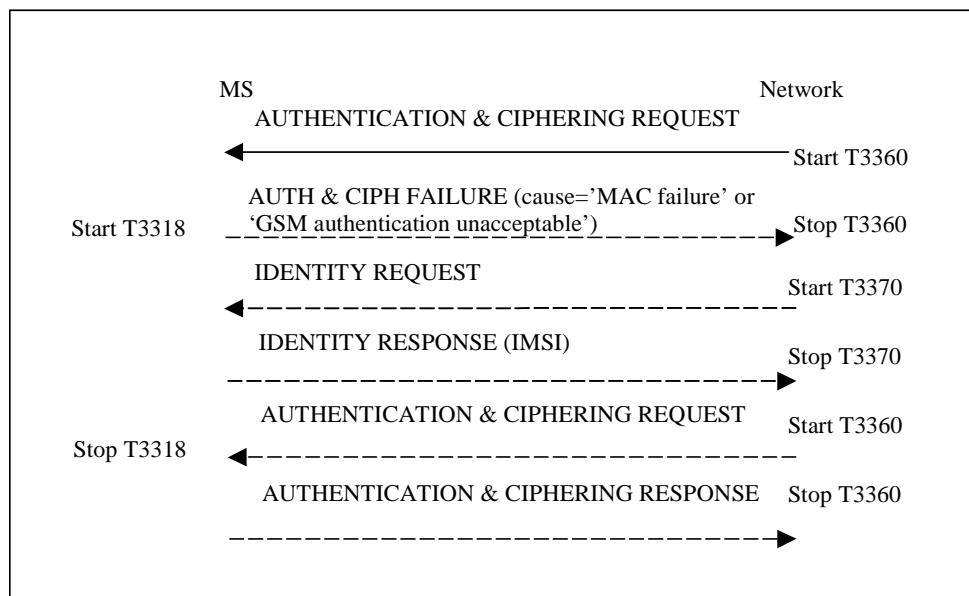 MS Network
AUTHENTICATION & CIPHERING REQUEST
Start T3360
AUTH & CIPH FAILURE (cause=’MAC failure’ or
‘GSM authentication unacceptable’)
Start T3318
Stop T3360
IDENTITY REQUEST
Start T3370
IDENTITY RESPONSE (IMSI)
Stop T3370
AUTHENTICATION & CIPHERING REQUEST
Start T3360
Stop T3318
AUTHENTICATION & CIPHERING RESPONSE
Stop T3360